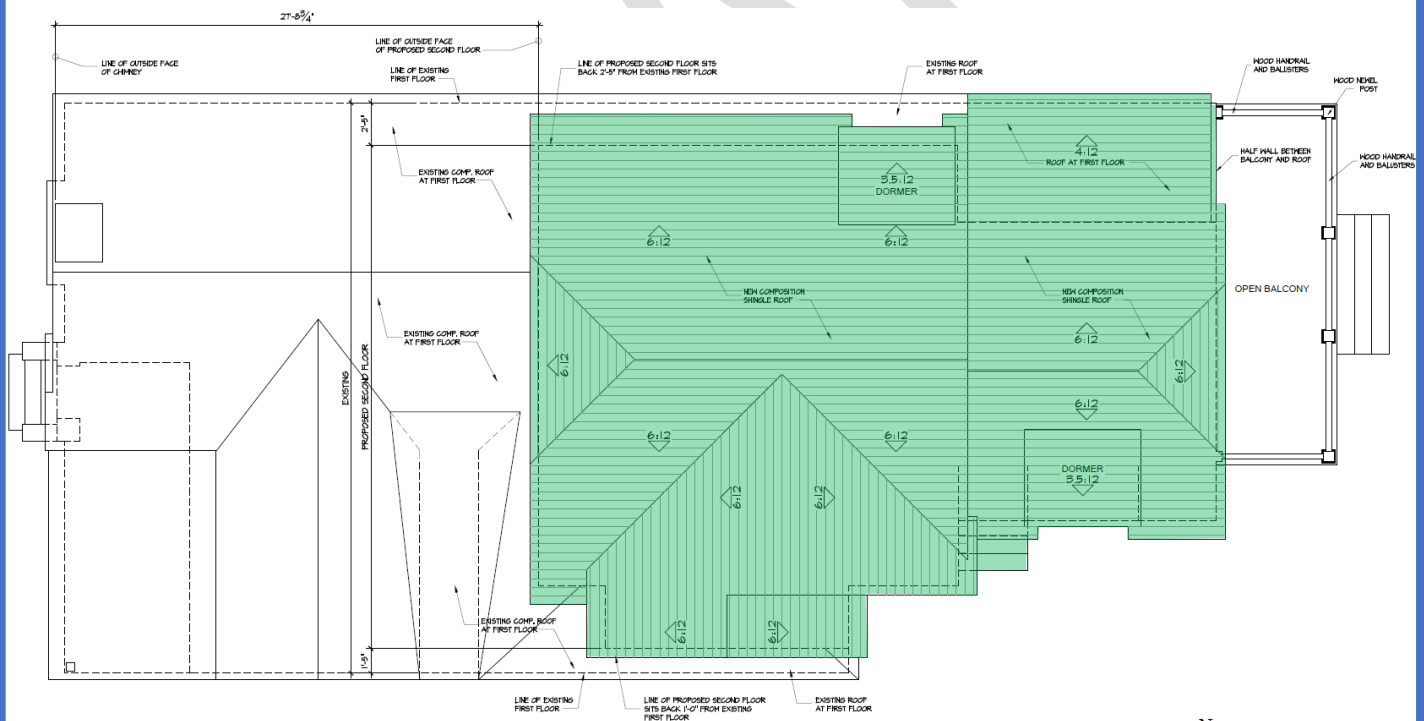 27'-8¾"
LINE OF OUTSIDE FACE
OF CHIMNEY
LINE OF OUTSIDE FACE
OF PROPOSED SECOND FLOOR
LINE OF EXISTING
FIRST FLOOR
LINE OF PROPOSED SECOND FLOOR SITS
BACK 2'-5" FROM EXISTING FIRST FLOOR
EXISTING ROOF
AT FIRST FLOOR
WOOD HANDRAIL
AND BALUSTERS
WOOD NEWEL
POST
2'-5"
HALF WALL BETWEEN
BALCONY AND ROOF
WOOD HANDRAIL
AND BALUSTERS
4:12
ROOF AT FIRST FLOOR
EXISTING COMP. ROOF
AT FIRST FLOOR
3.5:12
DORMER
6:12
6:12
NEW COMPOSITION
SHINGLE ROOF
NEW COMPOSITION
SHINGLE ROOF
OPEN BALCONY
EXISTING COMP. ROOF
AT FIRST FLOOR
6:12
6:12
6:12
EXISTING
PROPOSED SECOND FLOOR
6:12
6:12
6:12
DORMER
3.5:12
6:12
6:12
EXISTING COMP. ROOF
AT FIRST FLOOR
6:12
6:12
1'-5"
LINE OF EXISTING
FIRST FLOOR
LINE OF PROPOSED SECOND FLOOR
SITS BACK 1'-0" FROM EXISTING
FIRST FLOOR
EXISTING ROOF
AT FIRST FLOOR